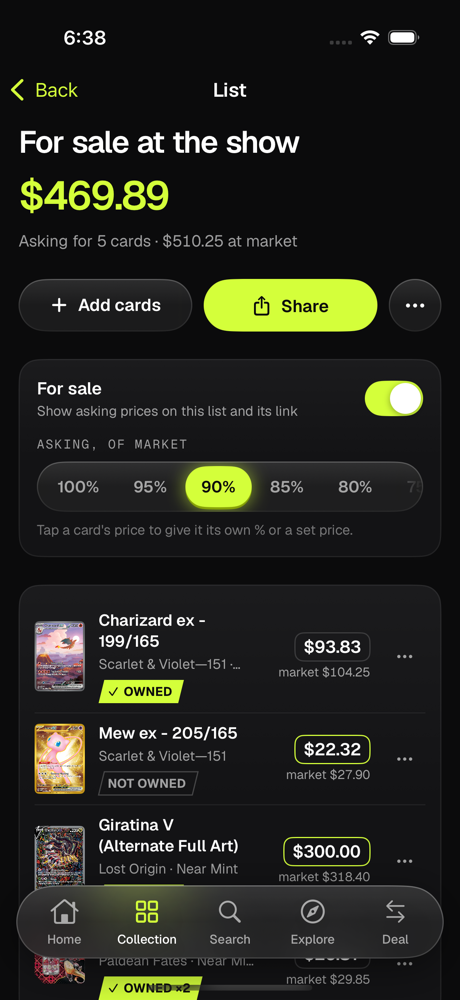 6:38
Back
List
For sale at the show
$469.89
Asking for 5 cards · $510.25 at market
+ Add cards
Share
...
For sale
Show asking prices on this list and its link
ASKING, OF MARKET
100% 95% 90% 85% 80%
Tap a card's price to give it its own % or a set price.
Charizard ex -
199/165
Scarlet & Violet—151 ·...
✓ OWNED
$93.83
market $104.25
...
Mew ex - 205/165
Scarlet & Violet—151
NOT OWNED
$22.32
market $27.90
...
Giratina V
(Alternate Full Art)
Lost Origin · Near Mint
$300.00
market $318.40
...
Home
Collection
Search
Explore
Deal
Paldean Fates · Near Mi...
✓ OWNED ×2
market $29.85